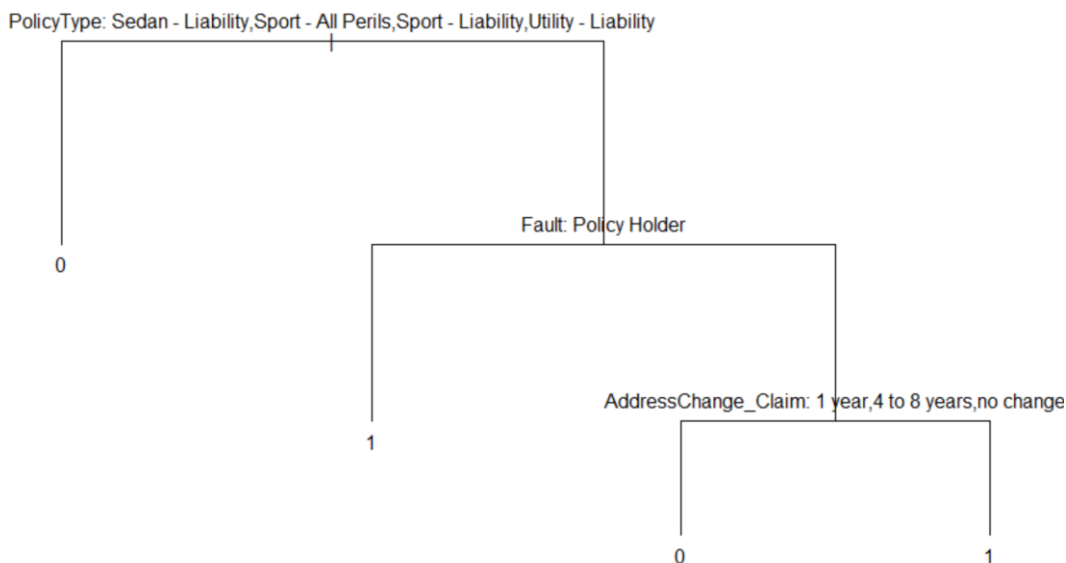 PolicyType: Sedan - Liability,Sport - All Perils,Sport - Liability,Utility - Liability
0
Fault: Policy Holder
1
AddressChange_Claim: 1 year,4 to 8 years,no change
0
1